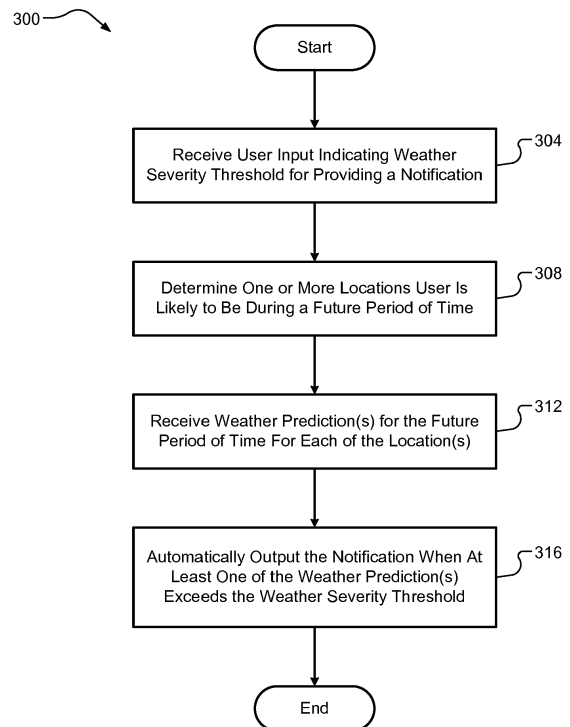 300
Start
Receive User Input Indicating Weather
Severity Threshold for Providing a Notification
304
Determine One or More Locations User Is
Likely to Be During a Future Period of Time
308
Receive Weather Prediction(s) for the Future
Period of Time For Each of the Location(s)
312
Automatically Output the Notification When At
Least One of the Weather Prediction(s)
Exceeds the Weather Severity Threshold
316
End